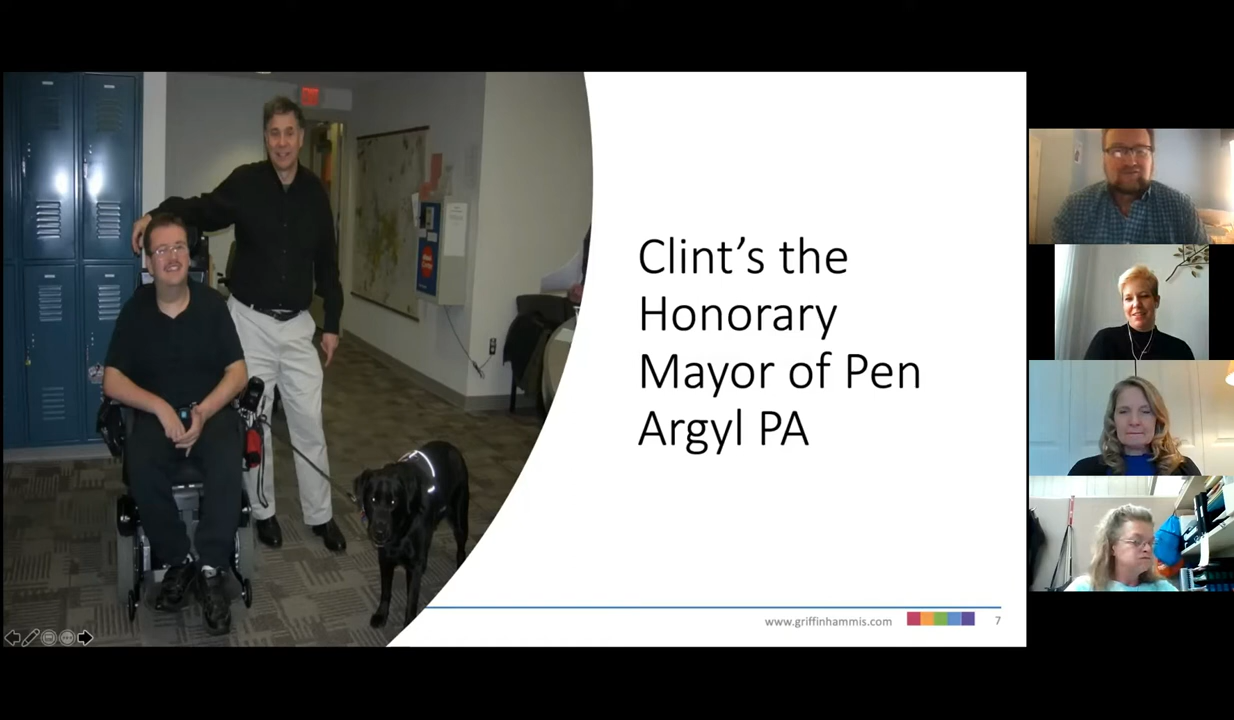 Clint’s the
Honorary
Mayor of Pen
Argyl PA
www.griffinhammis.com
7